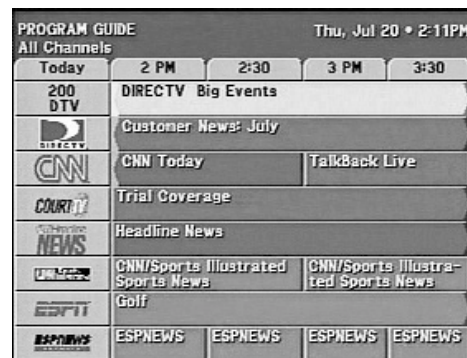 PROGRAM GUIDE
Thu, Jul 20 • 2:11PM
All Channels
Today 2 PM 2:30 3 PM 3:30
200 DTV DIRECTV Big Events
DIRECTV Customer News: July
CNN CNN Today TalkBack Live
COURT TV Trial Coverage
NEWS Headline News
CNN/Sports Illustrated Sports News CNN/Sports Illustra-ted Sports News
ESPN Golf
ESPNEWS ESPNEWS ESPNEWS ESPNEWS ESPNEWS